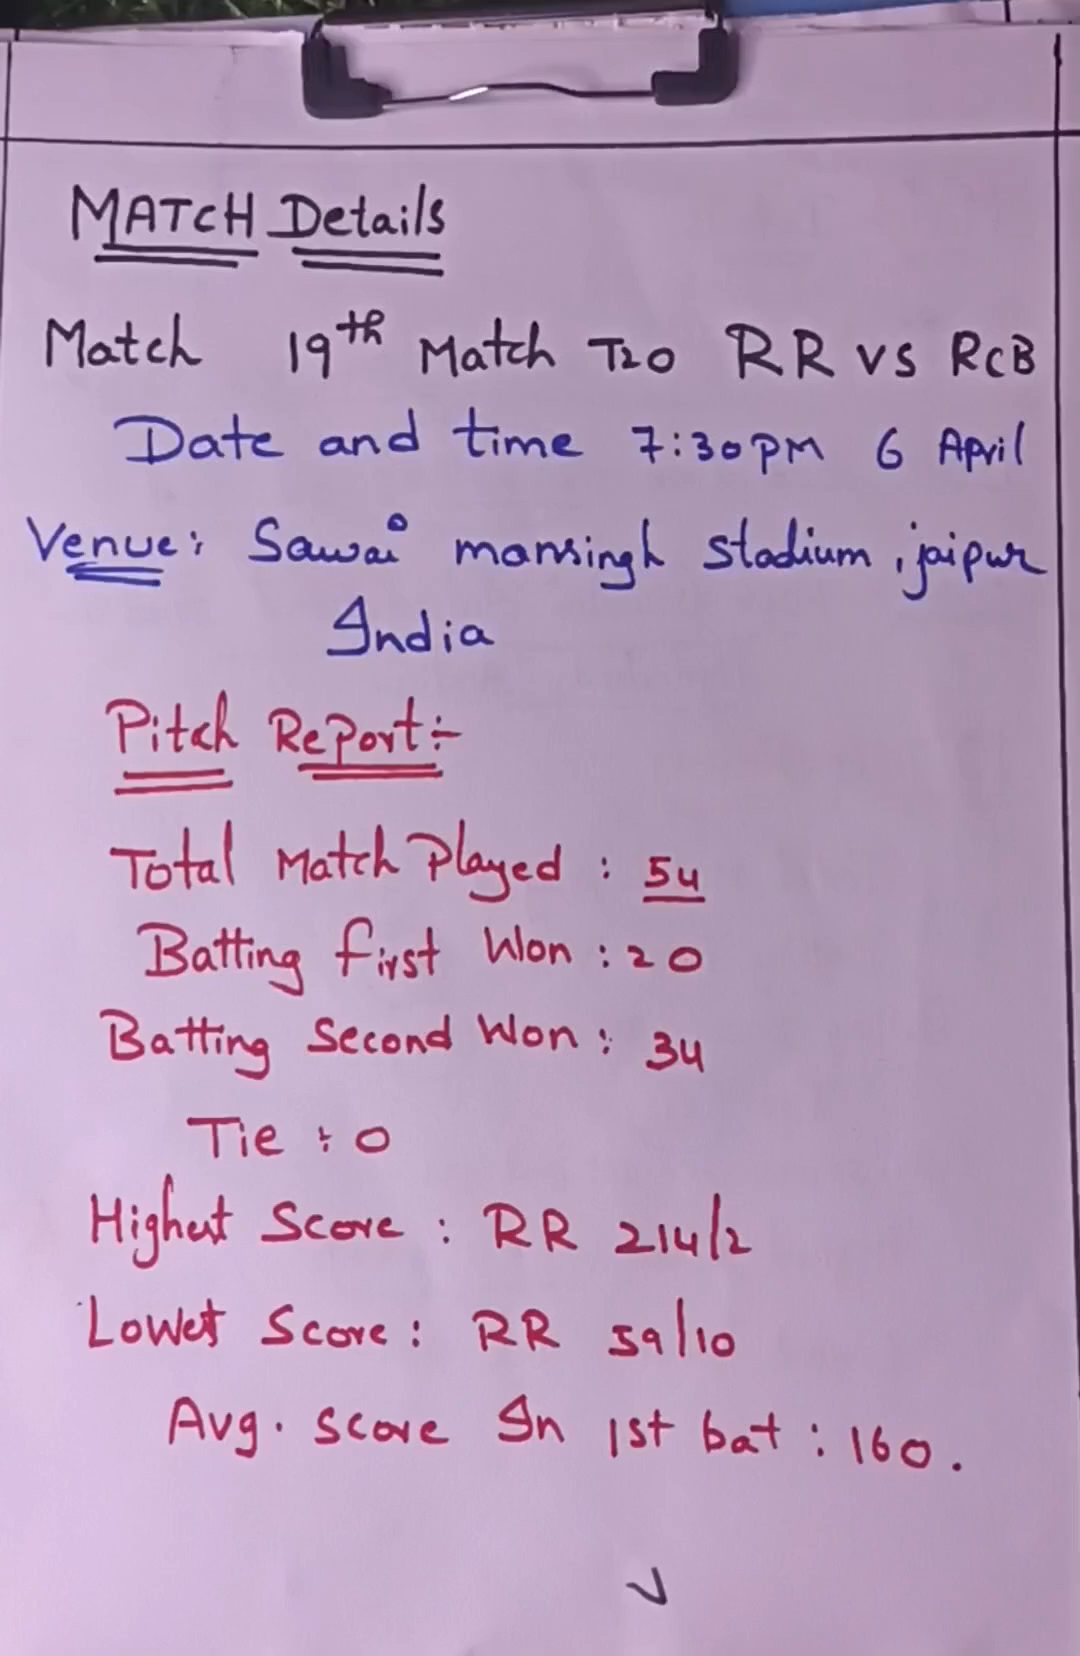 MATCH Details
Match 19th Match T20 RR vs RCB
Date and time 7:30pm 6 April
Venue: Sawai mansingh stadium, jaipur
India
Pitch Report:-
Total Match Played : 54
Batting first Won : 20
Batting Second Won : 34
Tie : 0
Highest Score : RR 214/2
Lowest Score : RR 59/10
Avg. Score In 1st bat : 160.